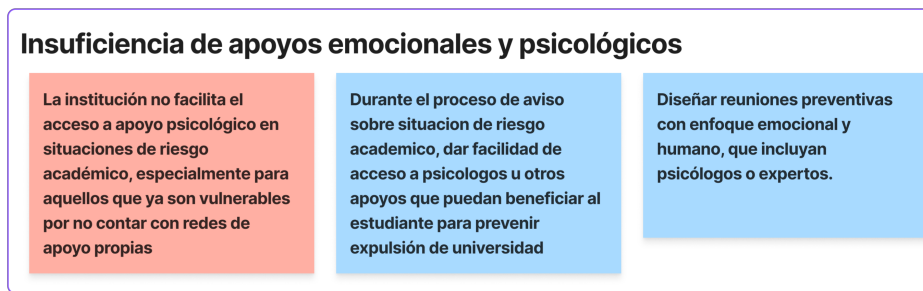 Insuficiencia de apoyos emocionales y psicológicos
La institución no facilita el
acceso a apoyo psicológico en
situaciones de riesgo
académico, especialmente para
aquellos que ya son vulnerables
por no contar con redes de
apoyo propias
Durante el proceso de aviso
sobre situacion de riesgo
academico, dar facilidad de
acceso a psicologos u otros
apoyos que puedan beneficiar al
estudiante para prevenir
expulsión de universidad
Diseñar reuniones preventivas
con enfoque emocional y
humano, que incluyan
psicólogos o expertos.